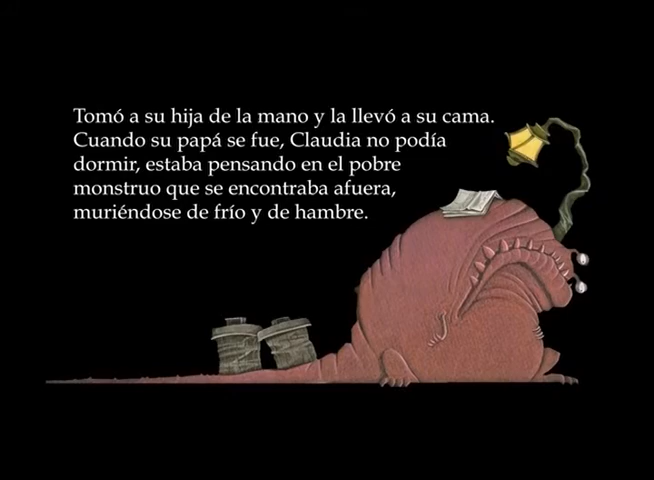 Tomó a su hija de la mano y la llevó a su cama.
Cuando su papá se fue, Claudia no podía
dormir, estaba pensando en el pobre
monstruo que se encontraba afuera,
muriéndose de frío y de hambre.